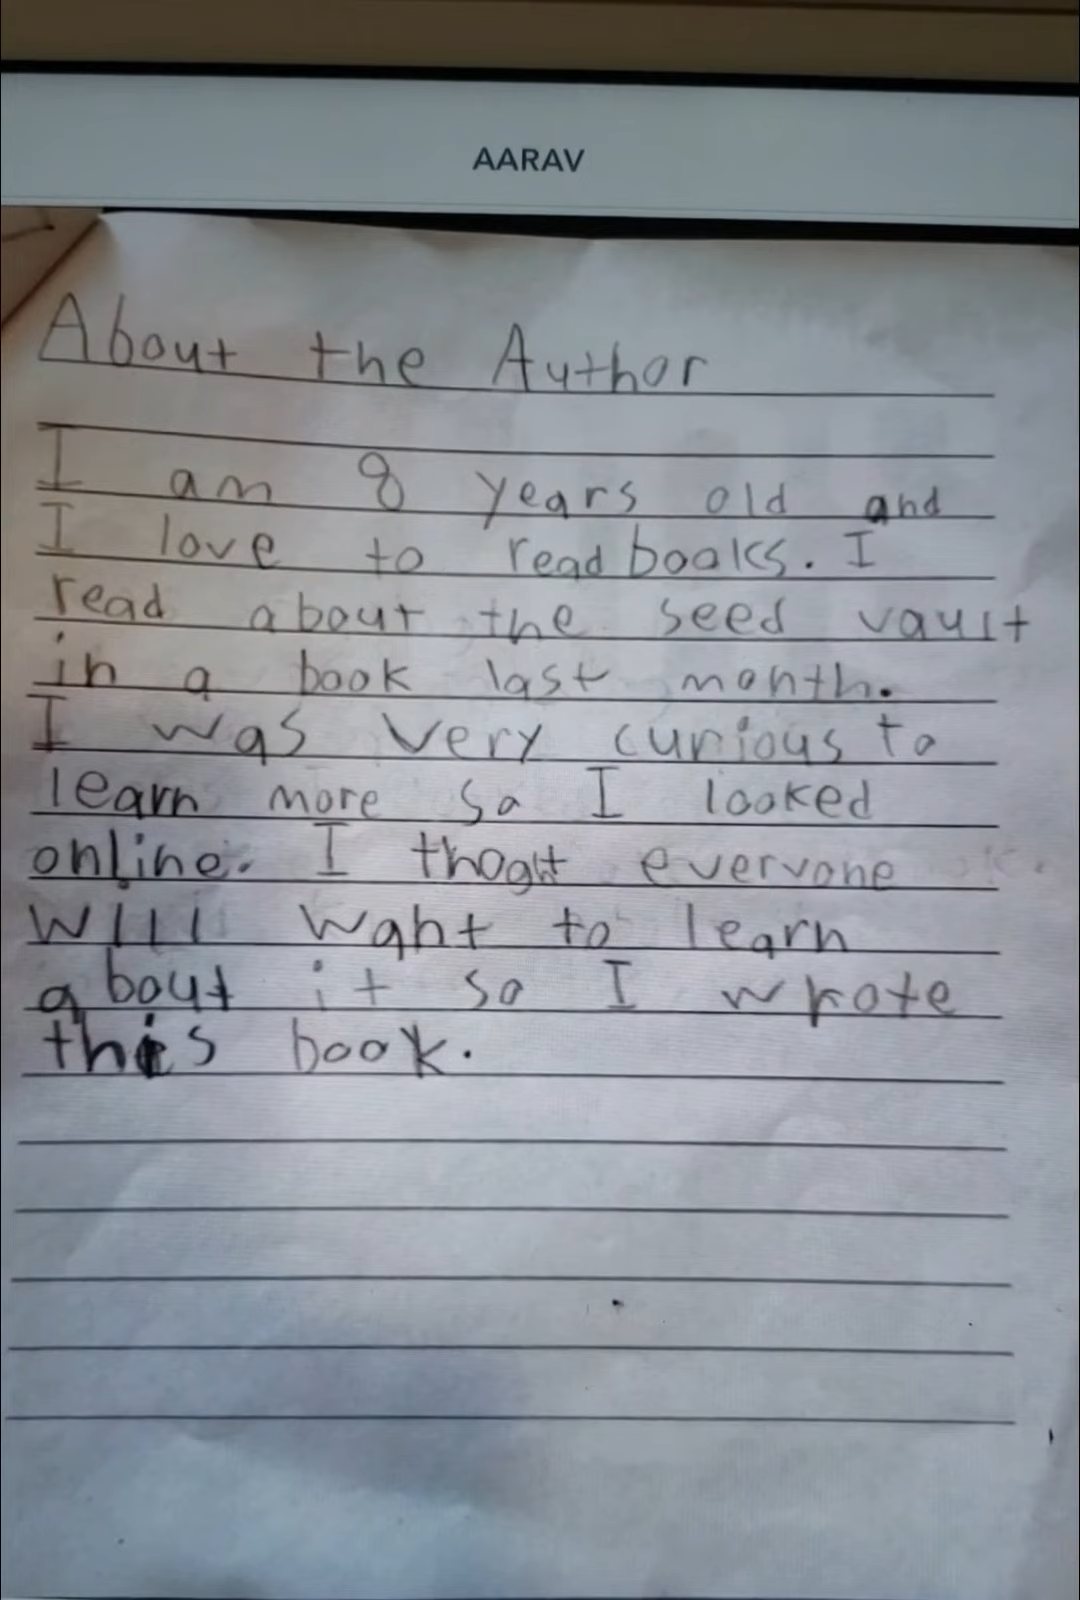 AARAV
About the Author
I am 8 years old and
I love to read books. I
read about the seed vault
in a book last month.
I was very curious to
learn more so I looked
online. I thoght everyone
will want to learn
about it so I wrote
this book.